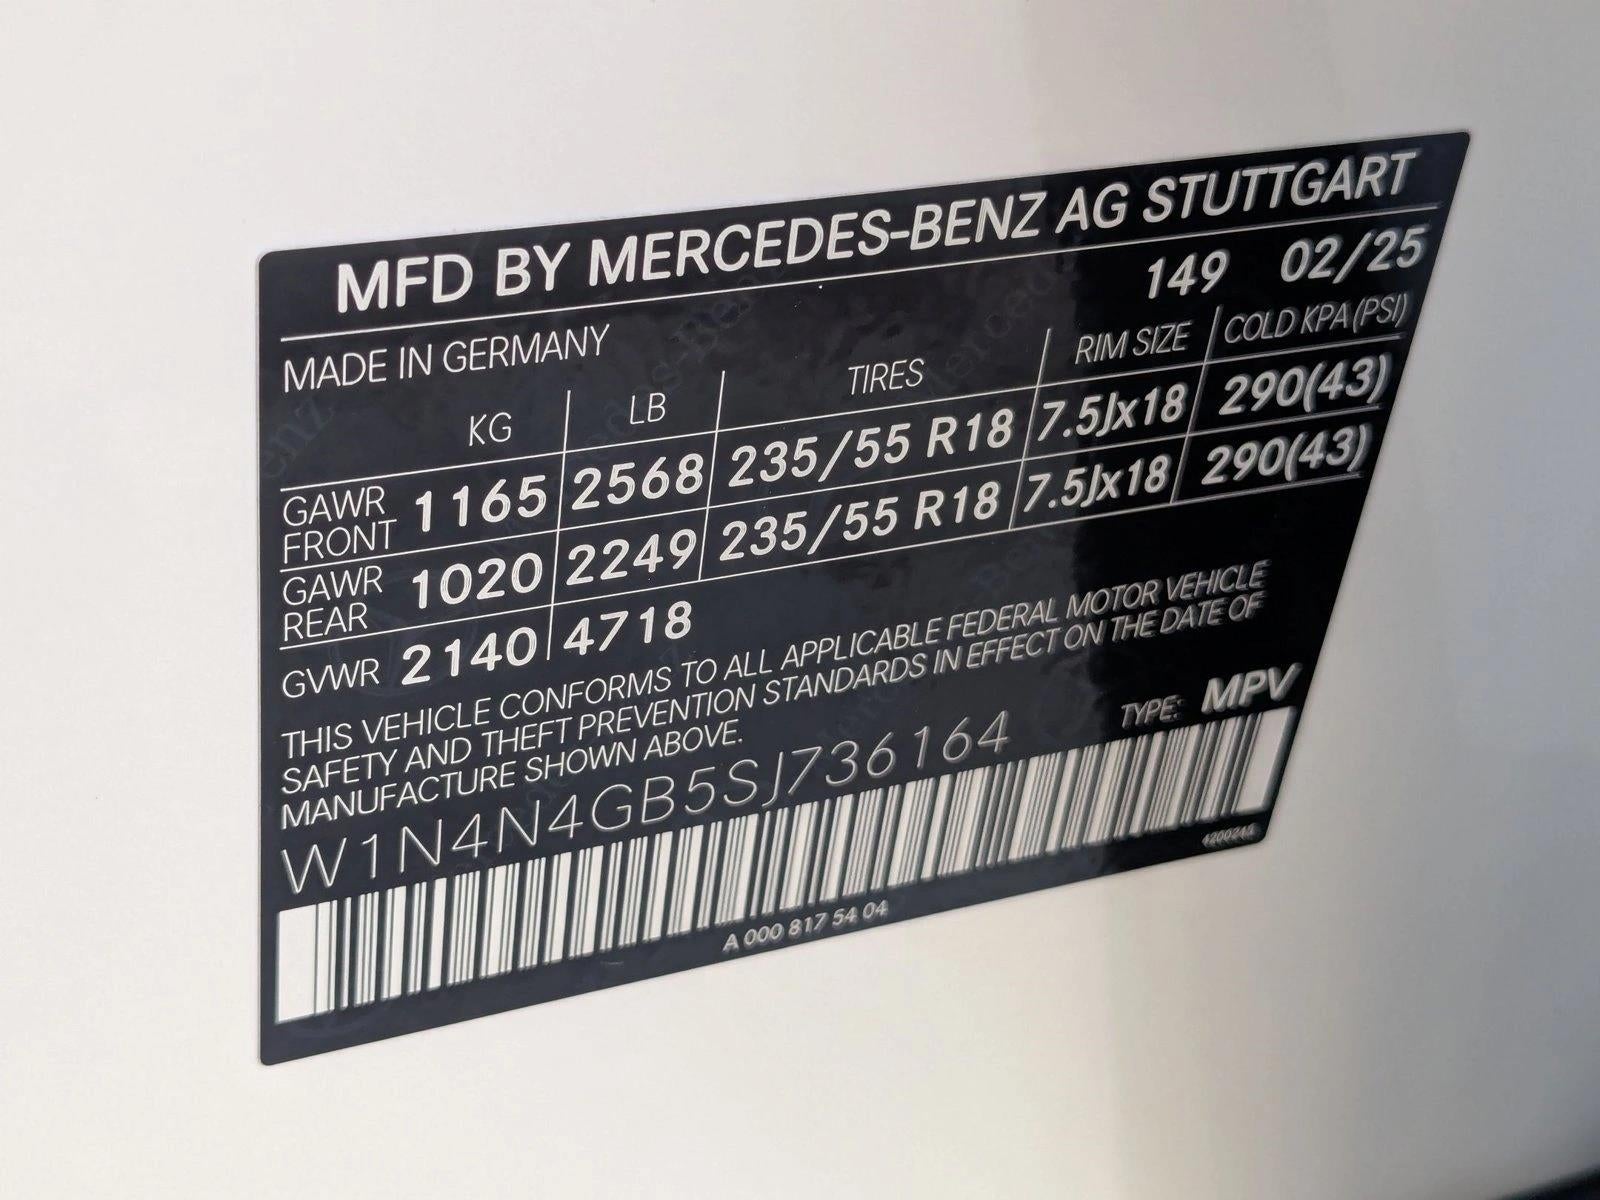 MFD BY MERCEDES-BENZ AG STUTTGART
149 02/25
MADE IN GERMANY
KG LB TIRES RIM SIZE COLD KPA(PSI)
GAWR FRONT 1165 2568 235/55 R18 7.5Jx18 290(43)
GAWR REAR 1020 2249 235/55 R18 7.5Jx18 290(43)
GVWR 2140 4718
THIS VEHICLE CONFORMS TO ALL APPLICABLE FEDERAL MOTOR VEHICLE
SAFETY AND THEFT PREVENTION STANDARDS IN EFFECT ON THE DATE OF
MANUFACTURE SHOWN ABOVE.
W1N4N4GB5SJ736164 TYPE: MPV
A 000 817 54 04